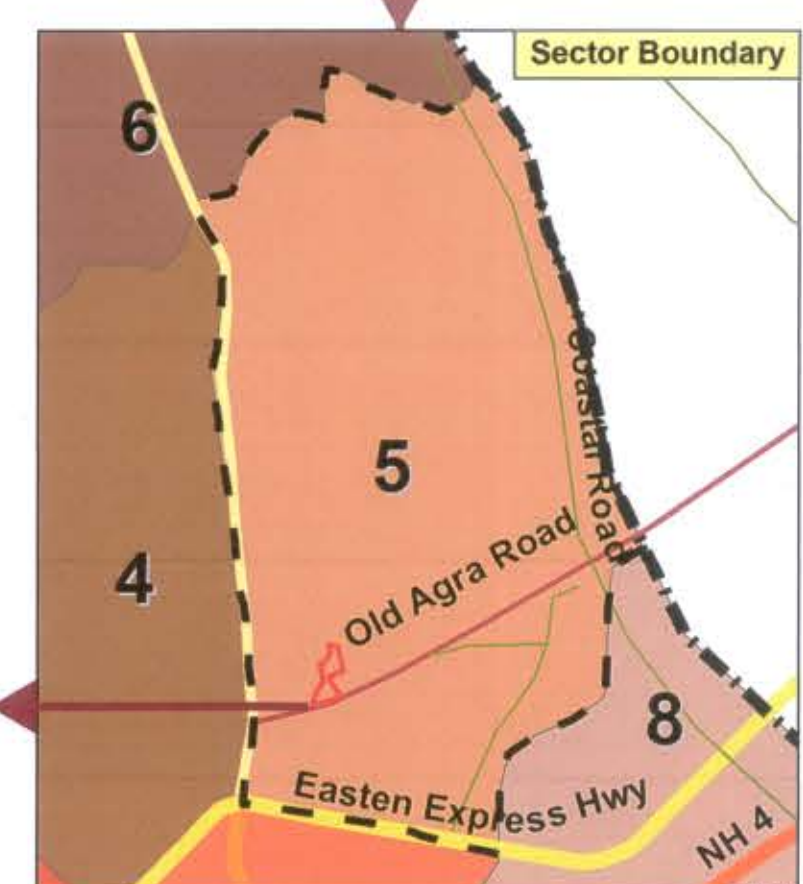 Sector Boundary
6
Coastal Road
5
Old Agra Road
4
8
Easten Express Hwy
NH 4